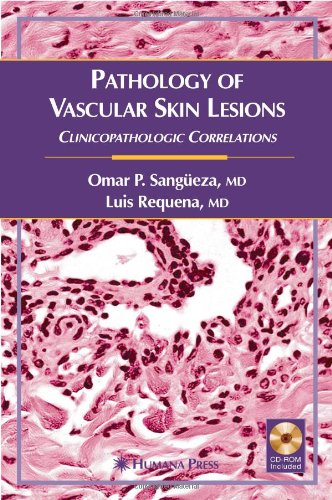 PATHOLOGY OF
VASCULAR SKIN LESIONS
CLINICOPATHOLOGIC CORRELATIONS
Omar P. Sangüeza, MD
Luis Requena, MD
CD-ROM
Included
HUMANA PRESS